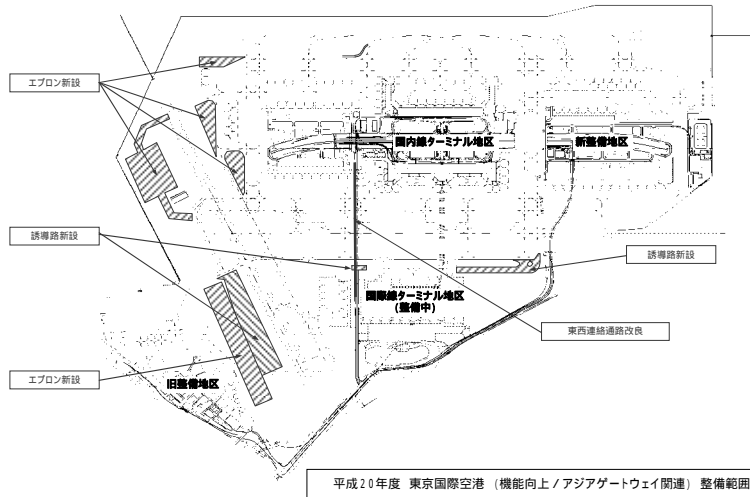 エプロン新設
国内線ターミナル地区
新整備地区
誘導路新設
誘導路新設
国際線ターミナル地区
(整備中)
東西連絡通路改良
エプロン新設
旧整備地区
平成20年度 東京国際空港 (機能向上/アジアゲートウェイ関連) 整備範囲